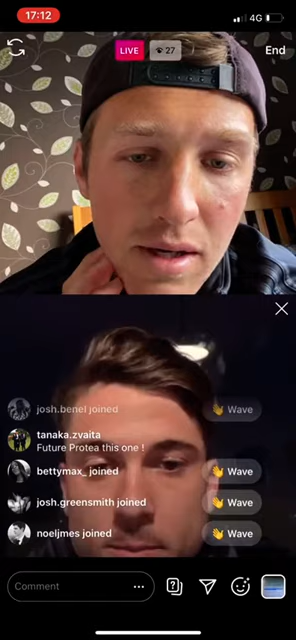 17:12
4G
LIVE
27
End
josh.benel joined
Wave
tanaka.zvaita
Future Protea this one !
bettymax_ joined
Wave
josh.greensmith joined
Wave
noeljmes joined
Wave
Comment